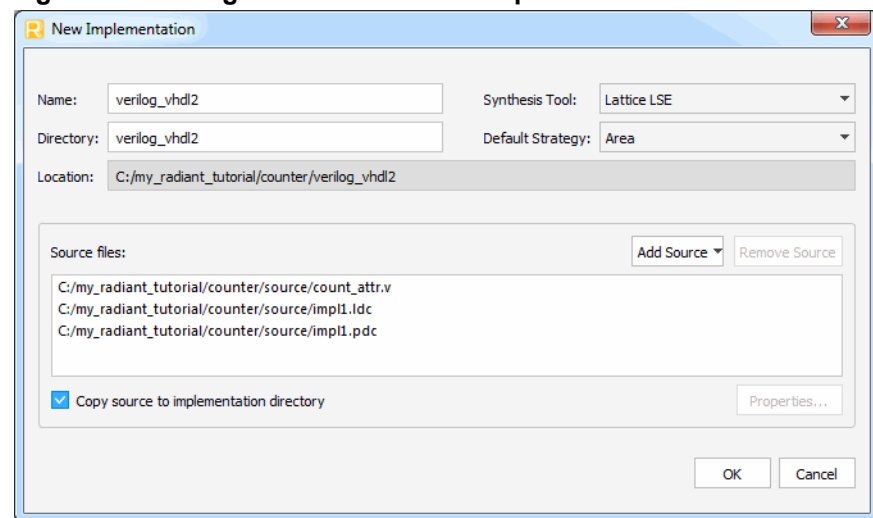 New Implementation
Name: verilog_vhdl2 Synthesis Tool: Lattice LSE
Directory: verilog_vhdl2 Default Strategy: Area
Location: C:/my_radiant_tutorial/counter/verilog_vhdl2
Source files: Add Source Remove Source
C:/my_radiant_tutorial/counter/source/count_attr.v
C:/my_radiant_tutorial/counter/source/impl1.ldc
C:/my_radiant_tutorial/counter/source/impl1.pdc
Copy source to implementation directory Properties...
OK Cancel